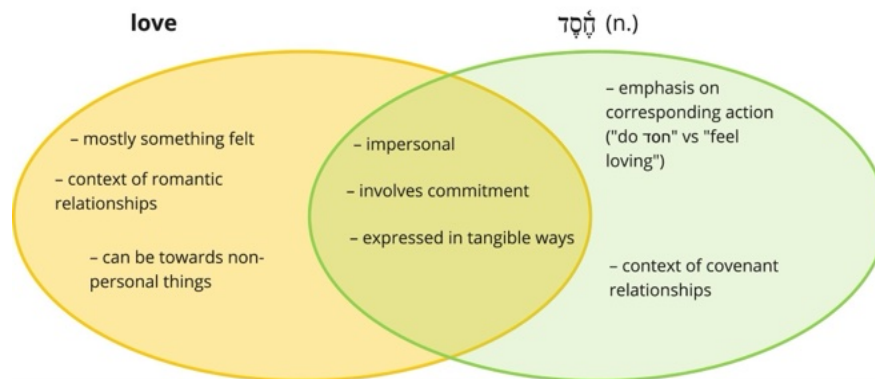 love
חֶ֫סֶד (n.)
– mostly something felt
– context of romantic
relationships
– can be towards non-
personal things
– impersonal
– involves commitment
– expressed in tangible ways
– emphasis on
corresponding action
("do חסד" vs "feel
loving")
– context of covenant
relationships